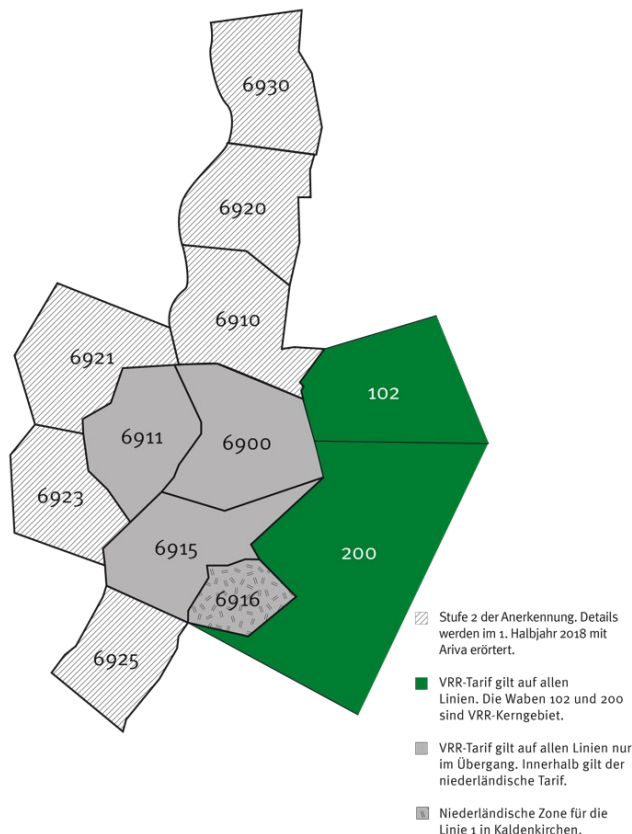 6930
6920
6910
6921
102
6911
6900
6923
6915
200
6916
6925
Stufe 2 der Anerkennung. Details
werden im 1. Halbjahr 2018 mit
Ariva erörtert.
VRR-Tarif gilt auf allen
Linien. Die Waben 102 und 200
sind VRR-Kerngebiet.
VRR-Tarif gilt auf allen Linien nur
im Übergang. Innerhalb gilt der
niederländische Tarif.
Niederländische Zone für die
Linie 1 in Kaldenkirchen.